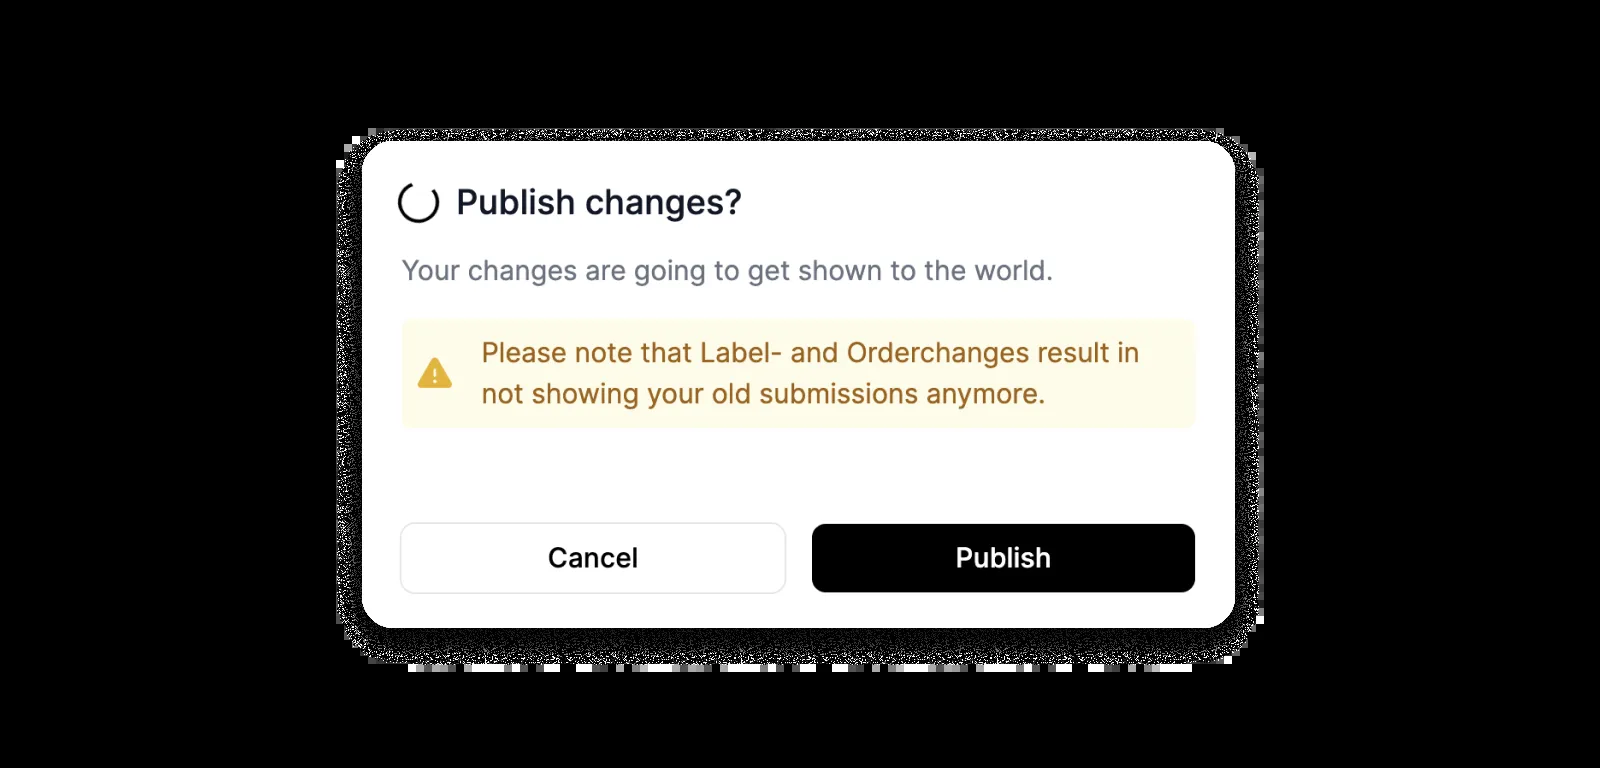 Publish changes?
Your changes are going to get shown to the world.
Please note that Label- and Orderchanges result in
not showing your old submissions anymore.
Cancel
Publish